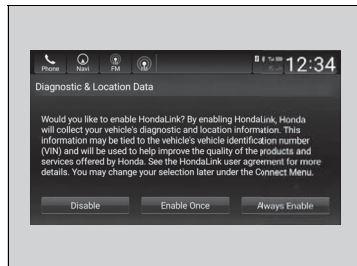 Phone Navi FM 12:34
Diagnostic & Location Data
Would you like to enable HondaLink? By enabling HondaLink, Honda
will collect your vehicle's diagnostic and location information. This
information may be tied to the vehicle's vehicle identification number
(VIN) and will be used to help improve the quality of the products and
services offered by Honda. See the HondaLink user agreement for more
details. You may change your selection later under the Connect Menu.
Disable Enable Once Always Enable